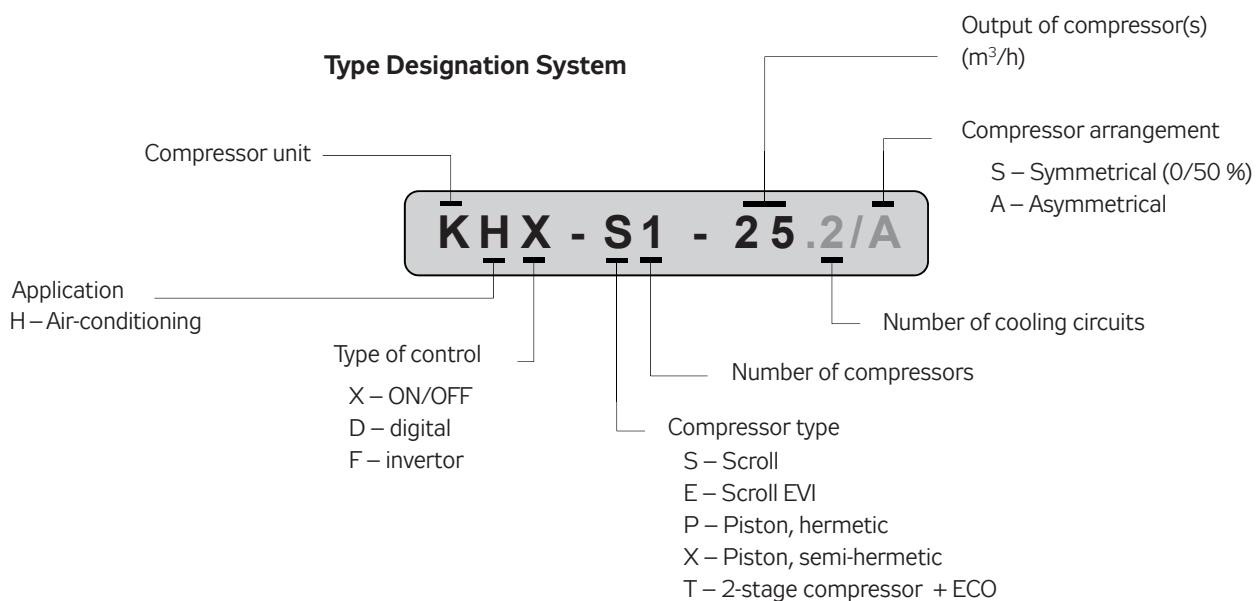 Type Designation System
Output of compressor(s)
(m³/h)
Compressor unit
Compressor arrangement
S – Symmetrical (0/50 %)
A – Asymmetrical
KHX - S1 - 25.2/A
Application
H – Air-conditioning
Number of cooling circuits
Type of control
X – ON/OFF
D – digital
F – invertor
Number of compressors
Compressor type
S – Scroll
E – Scroll EVI
P – Piston, hermetic
X – Piston, semi-hermetic
T – 2-stage compressor + ECO